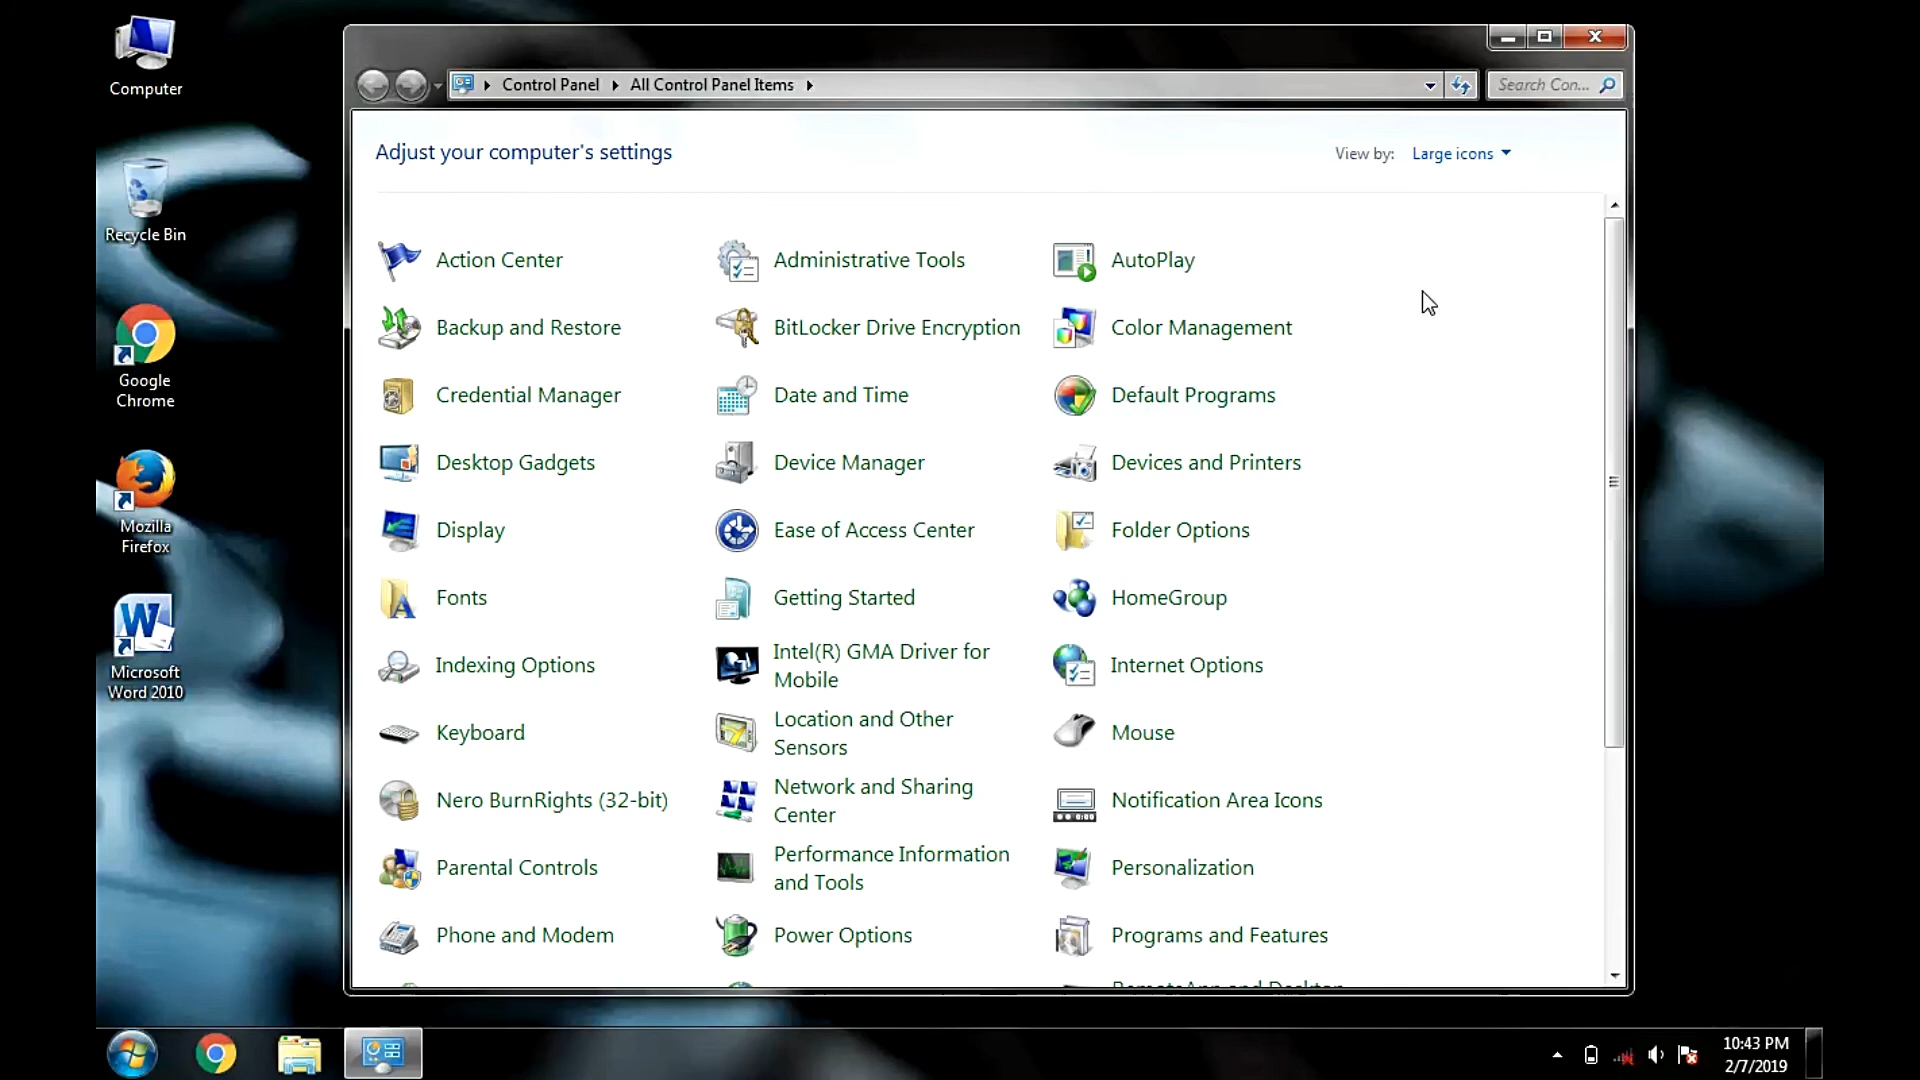 Computer
Recycle Bin
Google
Chrome
Mozilla
Firefox
Microsoft
Word 2010
Control Panel
All Control Panel Items
Search Con...
Adjust your computer's settings
View by:
Large icons
Action Center
Administrative Tools
AutoPlay
Backup and Restore
BitLocker Drive Encryption
Color Management
Credential Manager
Date and Time
Default Programs
Desktop Gadgets
Device Manager
Devices and Printers
Display
Ease of Access Center
Folder Options
Fonts
Getting Started
HomeGroup
Indexing Options
Intel(R) GMA Driver for
Mobile
Internet Options
Keyboard
Location and Other
Sensors
Mouse
Nero BurnRights (32-bit)
Network and Sharing
Center
Notification Area Icons
Parental Controls
Performance Information
and Tools
Personalization
Phone and Modem
Power Options
Programs and Features
RemoteApp and Desktop
10:43 PM
2/7/2019